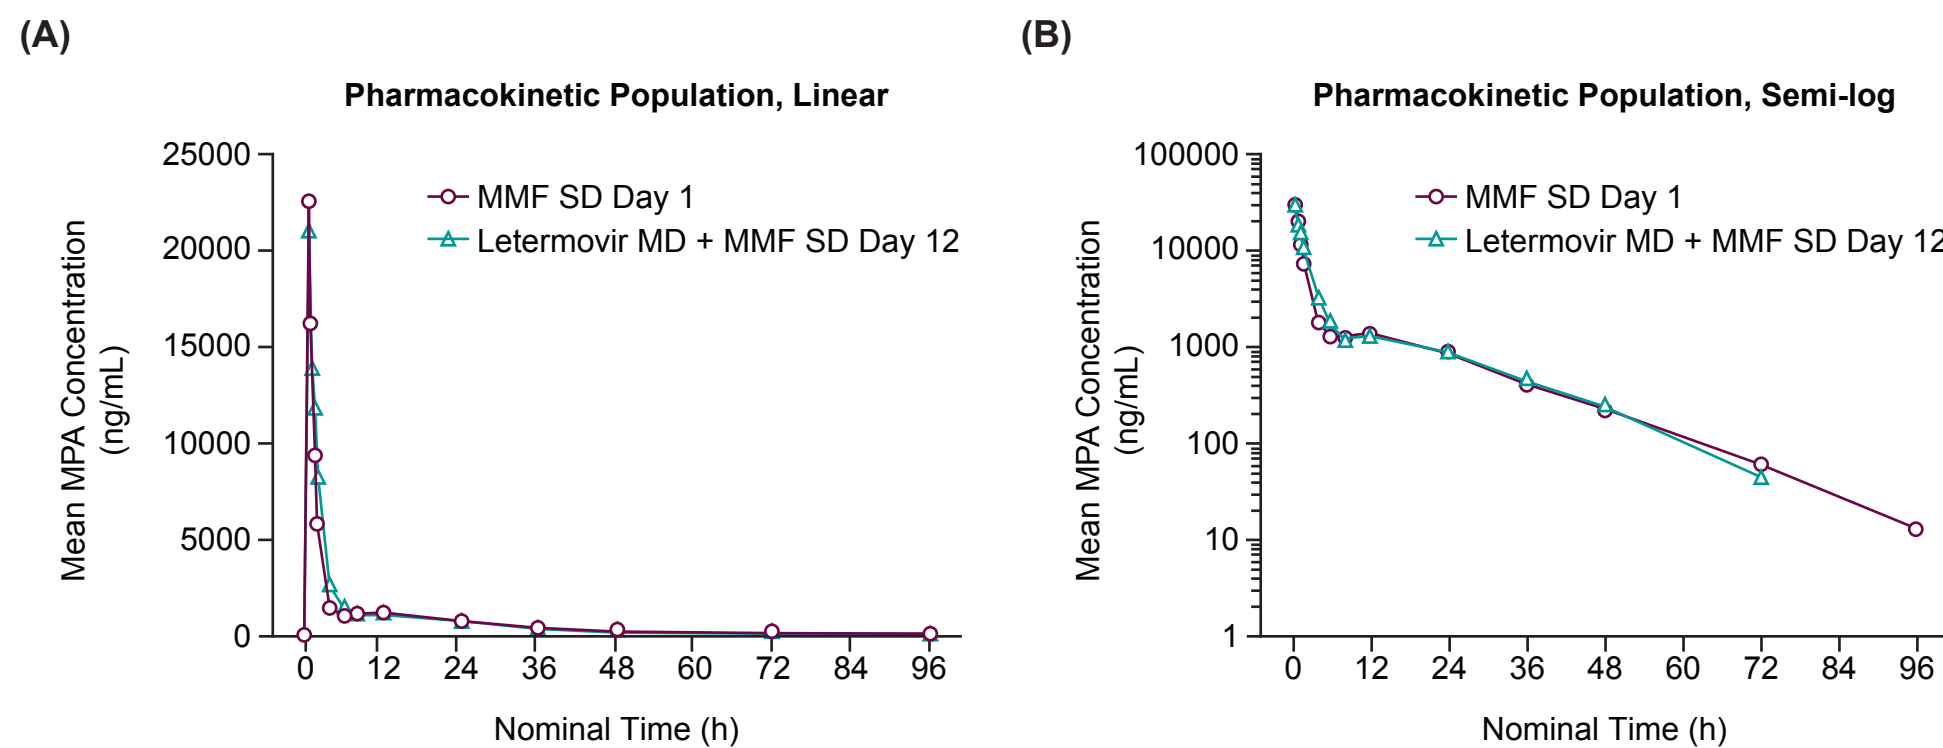 (A)
Pharmacokinetic Population, Linear
25000
20000
15000
10000
5000
0
Mean MPA Concentration
(ng/mL)
MMF SD Day 1
Letermovir MD + MMF SD Day 12
0 12 24 36 48 60 72 84 96
Nominal Time (h)
(B)
Pharmacokinetic Population, Semi-log
100000
10000
1000
100
10
1
Mean MPA Concentration
(ng/mL)
MMF SD Day 1
Letermovir MD + MMF SD Day 12
0 12 24 36 48 60 72 84 96
Nominal Time (h)